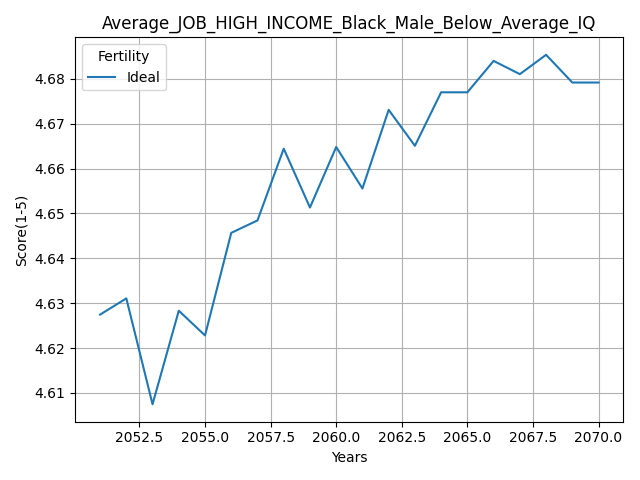 Average_JOB_HIGH_INCOME_Black_Male_Below_Average_IQ
Fertility
Ideal
4.68
4.67
4.66
4.65
4.64
4.63
4.62
4.61
Score(1-5)
2052.5 2055.0 2057.5 2060.0 2062.5 2065.0 2067.5 2070.0
Years